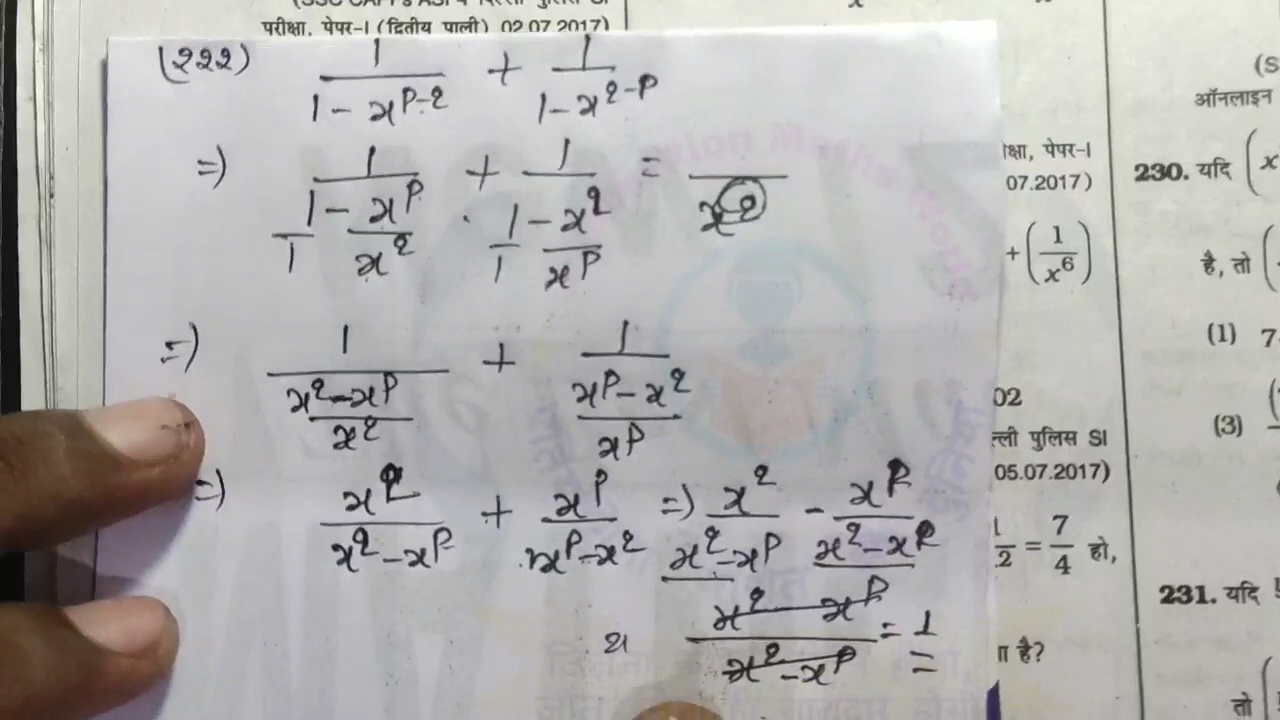 परीक्षा, पेपर-I (द्वितीय पाली) 02.07.2017)
(222) 1/(1 - x^(p-q)) + 1/(1 - x^(q-p))
=) 1/(1/1 - x^p/x^q) + 1/(1/1 - x^q/x^p) =
=) 1/((x^q - x^p)/x^q) + 1/((x^p - x^q)/x^p)
=) x^q/(x^q - x^p) + x^p/(x^p - x^q) =) x^q/(x^q - x^p) - x^p/(x^q - x^p)
या (x^q - x^p)/(x^q - x^p) = 1
पेपर-I
07.2017)
+ (1/x^6)
02
पुलिस SI
05.07.2017)
= 7/4 हो,
है?
ऑनलाइन
230. यदि (x
है, तो (
(1) 7
(3)
231. यदि
तो (